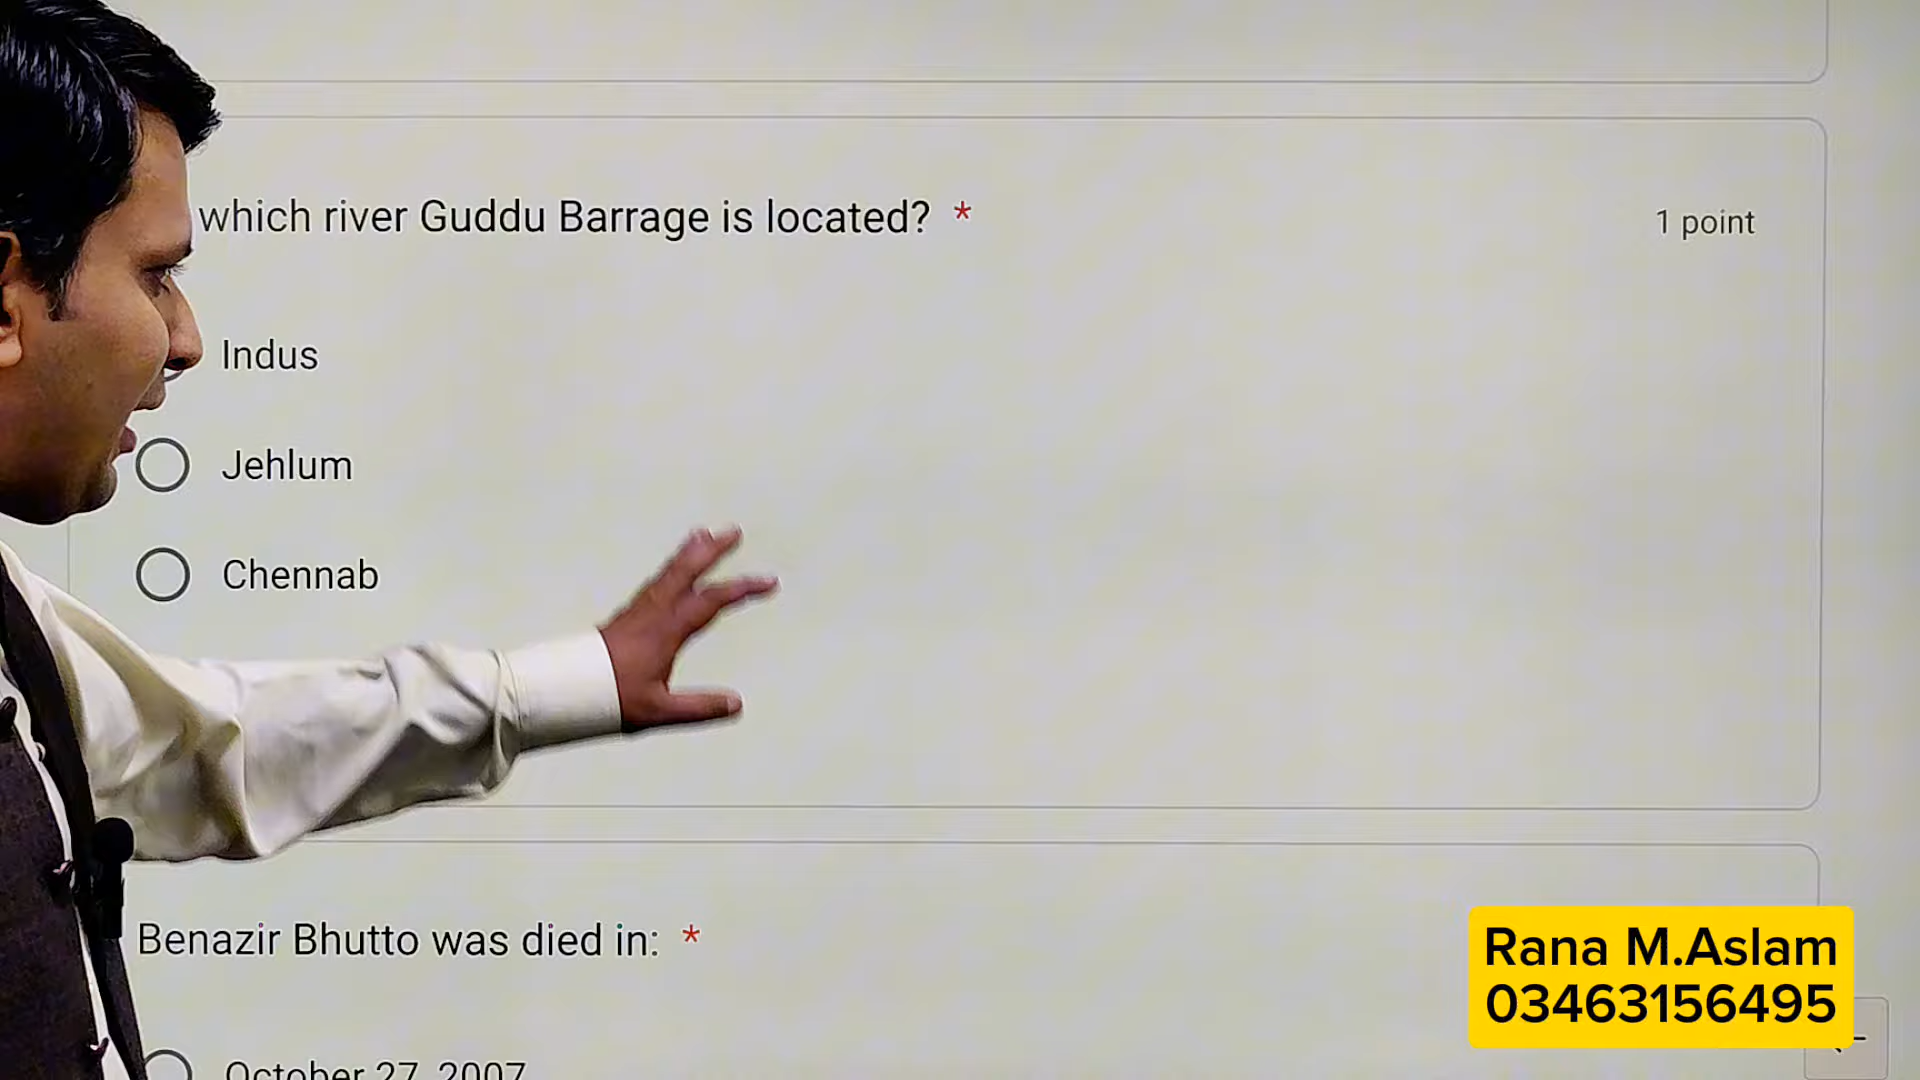 which river Guddu Barrage is located? *
1 point
Indus
Jehlum
Chennab
Benazir Bhutto was died in: *
October 27, 2007
Rana M.Aslam
03463156495